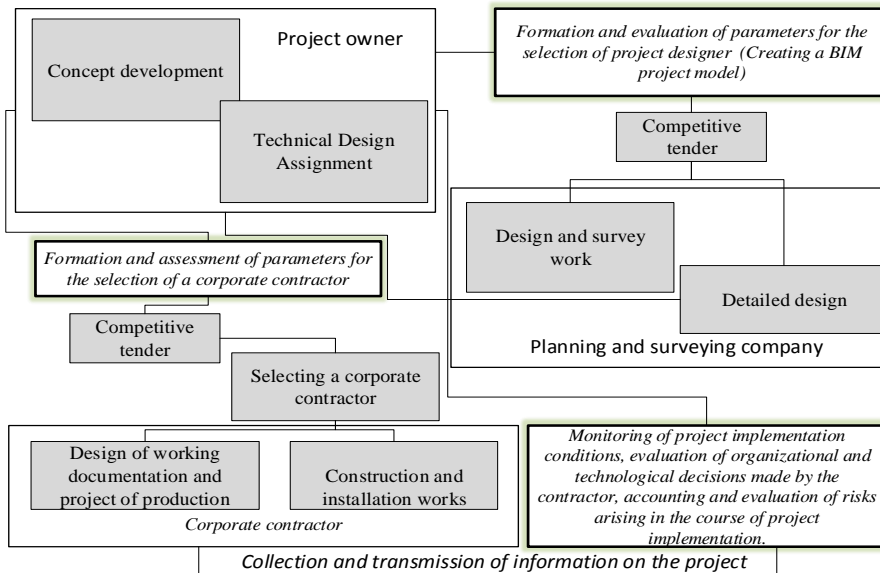 Project owner
Concept development
Technical Design
Assignment
Formation and evaluation of parameters for the
selection of project designer (Creating a BIM
project model)
Competitive
tender
Design and survey
work
Detailed design
Planning and surveying company
Formation and assessment of parameters for
the selection of a corporate contractor
Competitive
tender
Selecting a corporate
contractor
Design of working
documentation and
project of production
Construction and
installation works
Corporate contractor
Monitoring of project implementation
conditions, evaluation of organizational and
technological decisions made by the
contractor, accounting and evaluation of risks
arising in the course of project
implementation.
Collection and transmission of information on the project